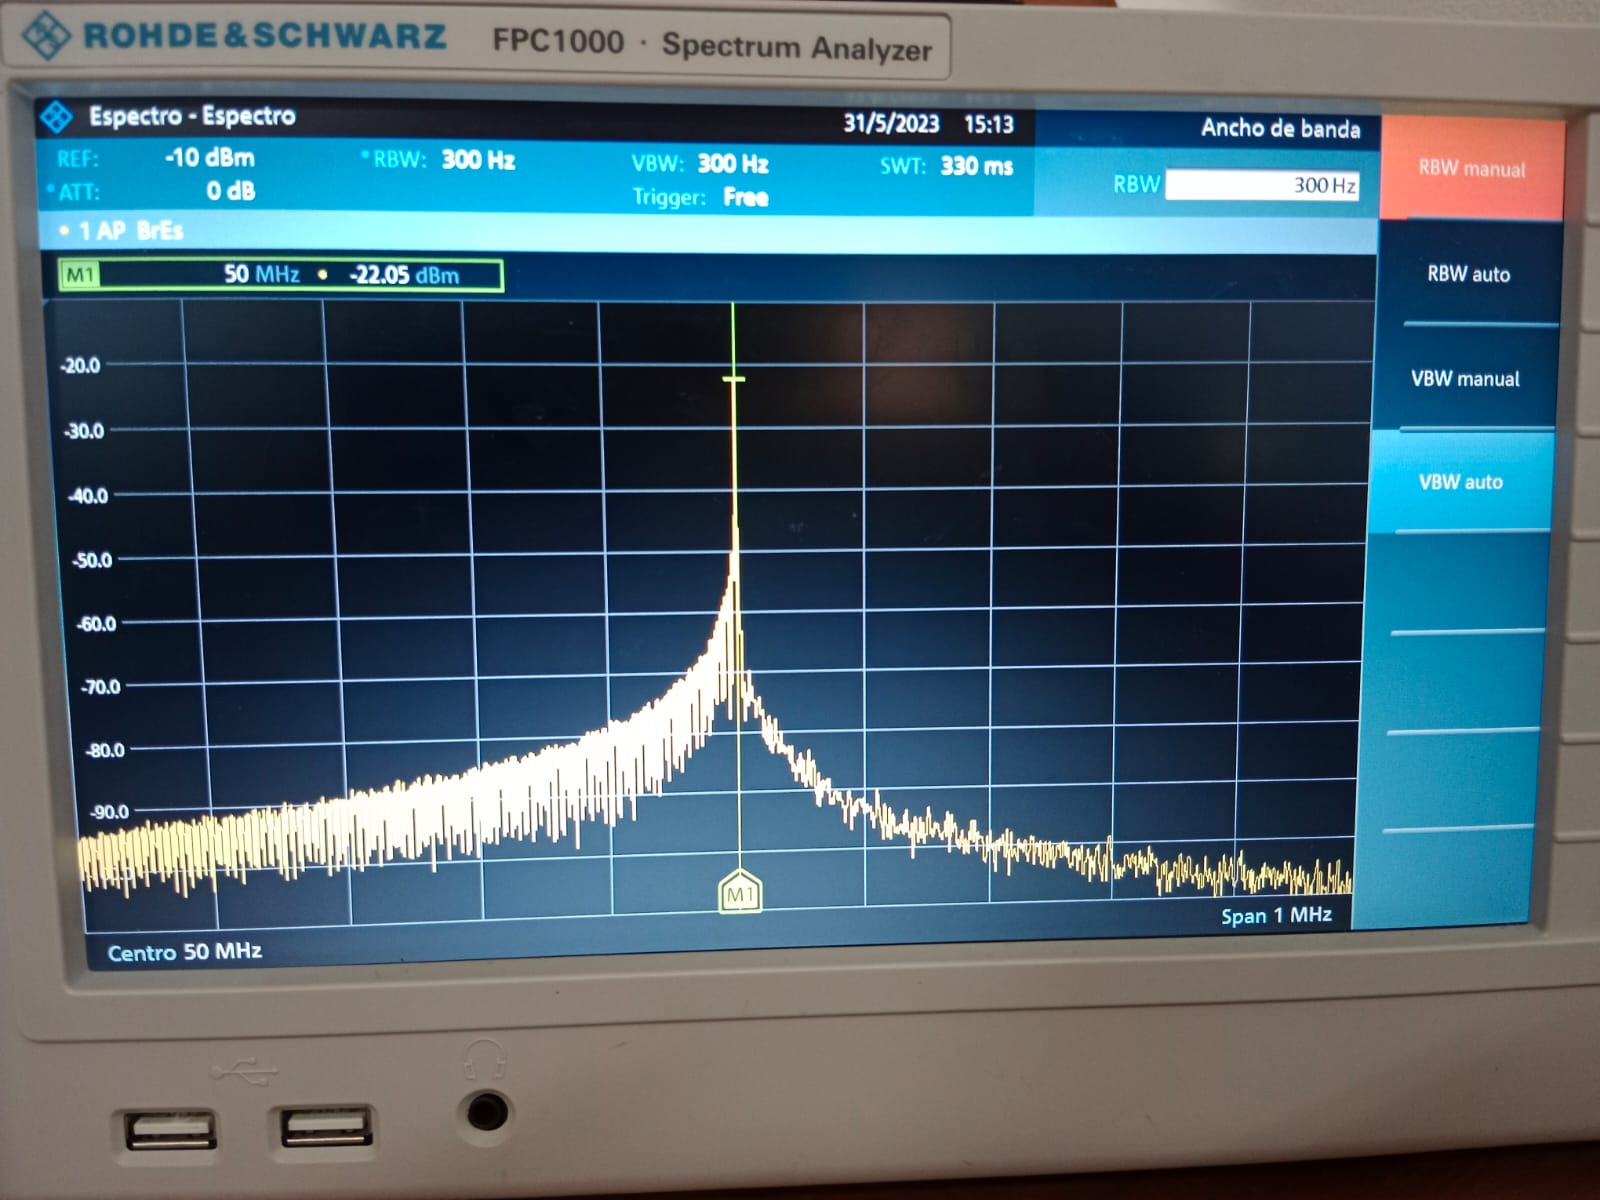 ROHDE&SCHWARZ FPC1000 · Spectrum Analyzer
Espectro - Espectro 31/5/2023 15:13 Ancho de banda
REF: -10 dBm • RBW: 300 Hz VBW: 300 Hz SWT: 330 ms RBW 300 Hz
• ATT: 0 dB Trigger: Free
• 1 AP BrEs
M1 50 MHz • -22.05 dBm
RBW manual
RBW auto
VBW manual
VBW auto
-20.0
-30.0
-40.0
-50.0
-60.0
-70.0
-80.0
-90.0
M1
Centro 50 MHz Span 1 MHz